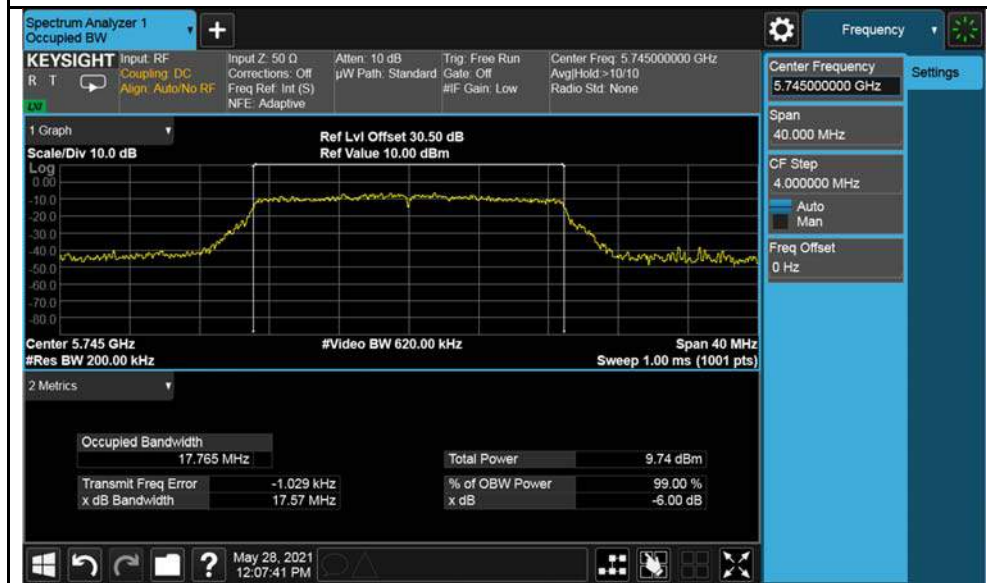 Spectrum Analyzer 1
Occupied BW
+
Frequency
KEYSIGHT
R T
LXI
Input: RF
Coupling: DC
Align: Auto/No RF
Input Z: 50 Ω
Corrections: Off
Freq Ref: Int (S)
NFE: Adaptive
Atten: 10 dB
µW Path: Standard
Trig: Free Run
Gate: Off
#IF Gain: Low
Center Freq: 5.745000000 GHz
Avg|Hold:>10/10
Radio Std: None
Center Frequency
5.745000000 GHz
Settings
Span
40.000 MHz
CF Step
4.000000 MHz
Auto
Man
Freq Offset
0 Hz
1 Graph
Scale/Div 10.0 dB
Ref Lvl Offset 30.50 dB
Ref Value 10.00 dBm
Log
0.00
-10.0
-20.0
-30.0
-40.0
-50.0
-60.0
-70.0
-80.0
Center 5.745 GHz
#Video BW 620.00 kHz
Span 40 MHz
#Res BW 200.00 kHz
Sweep 1.00 ms (1001 pts)
2 Metrics
Occupied Bandwidth
17.765 MHz
Total Power 9.74 dBm
Transmit Freq Error -1.029 kHz
% of OBW Power 99.00 %
x dB Bandwidth 17.57 MHz
x dB -6.00 dB
?
May 28, 2021
12:07:41 PM